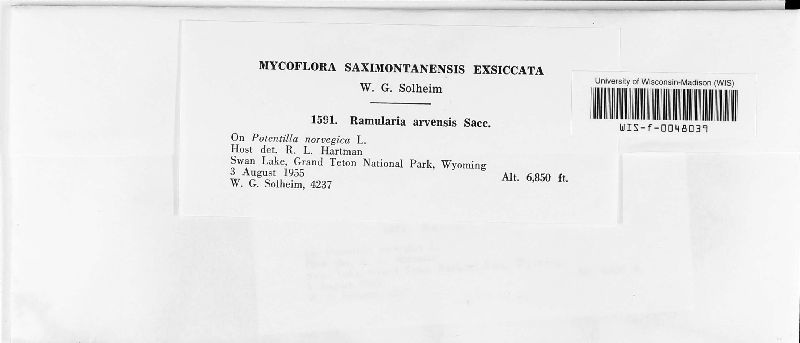 MYCOFLORA SAXIMONTANENSIS EXSICCATA
W. G. Solheim
1591. Ramularia arvensis Sacc.
On Potentilla norvegica L.
Host det. R. L. Hartman
Swan Lake, Grand Teton National Park, Wyoming
3 August 1955 Alt. 6,850 ft.
W. G. Solheim, 4237
University of Wisconsin-Madison (WIS)
WIS-f-0048039